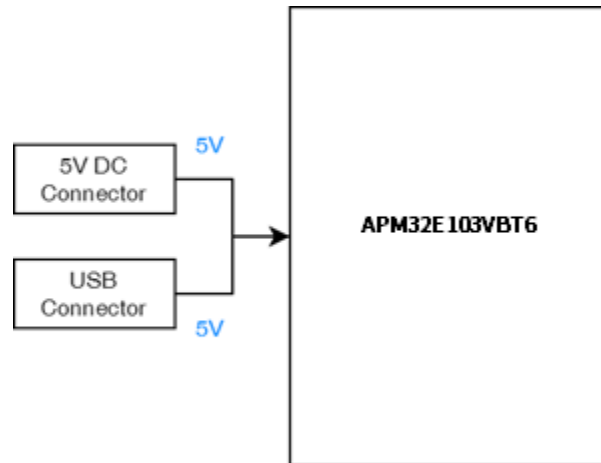 5V
5V DC
Connector
APM32E103VBT6
USB
Connector
5V